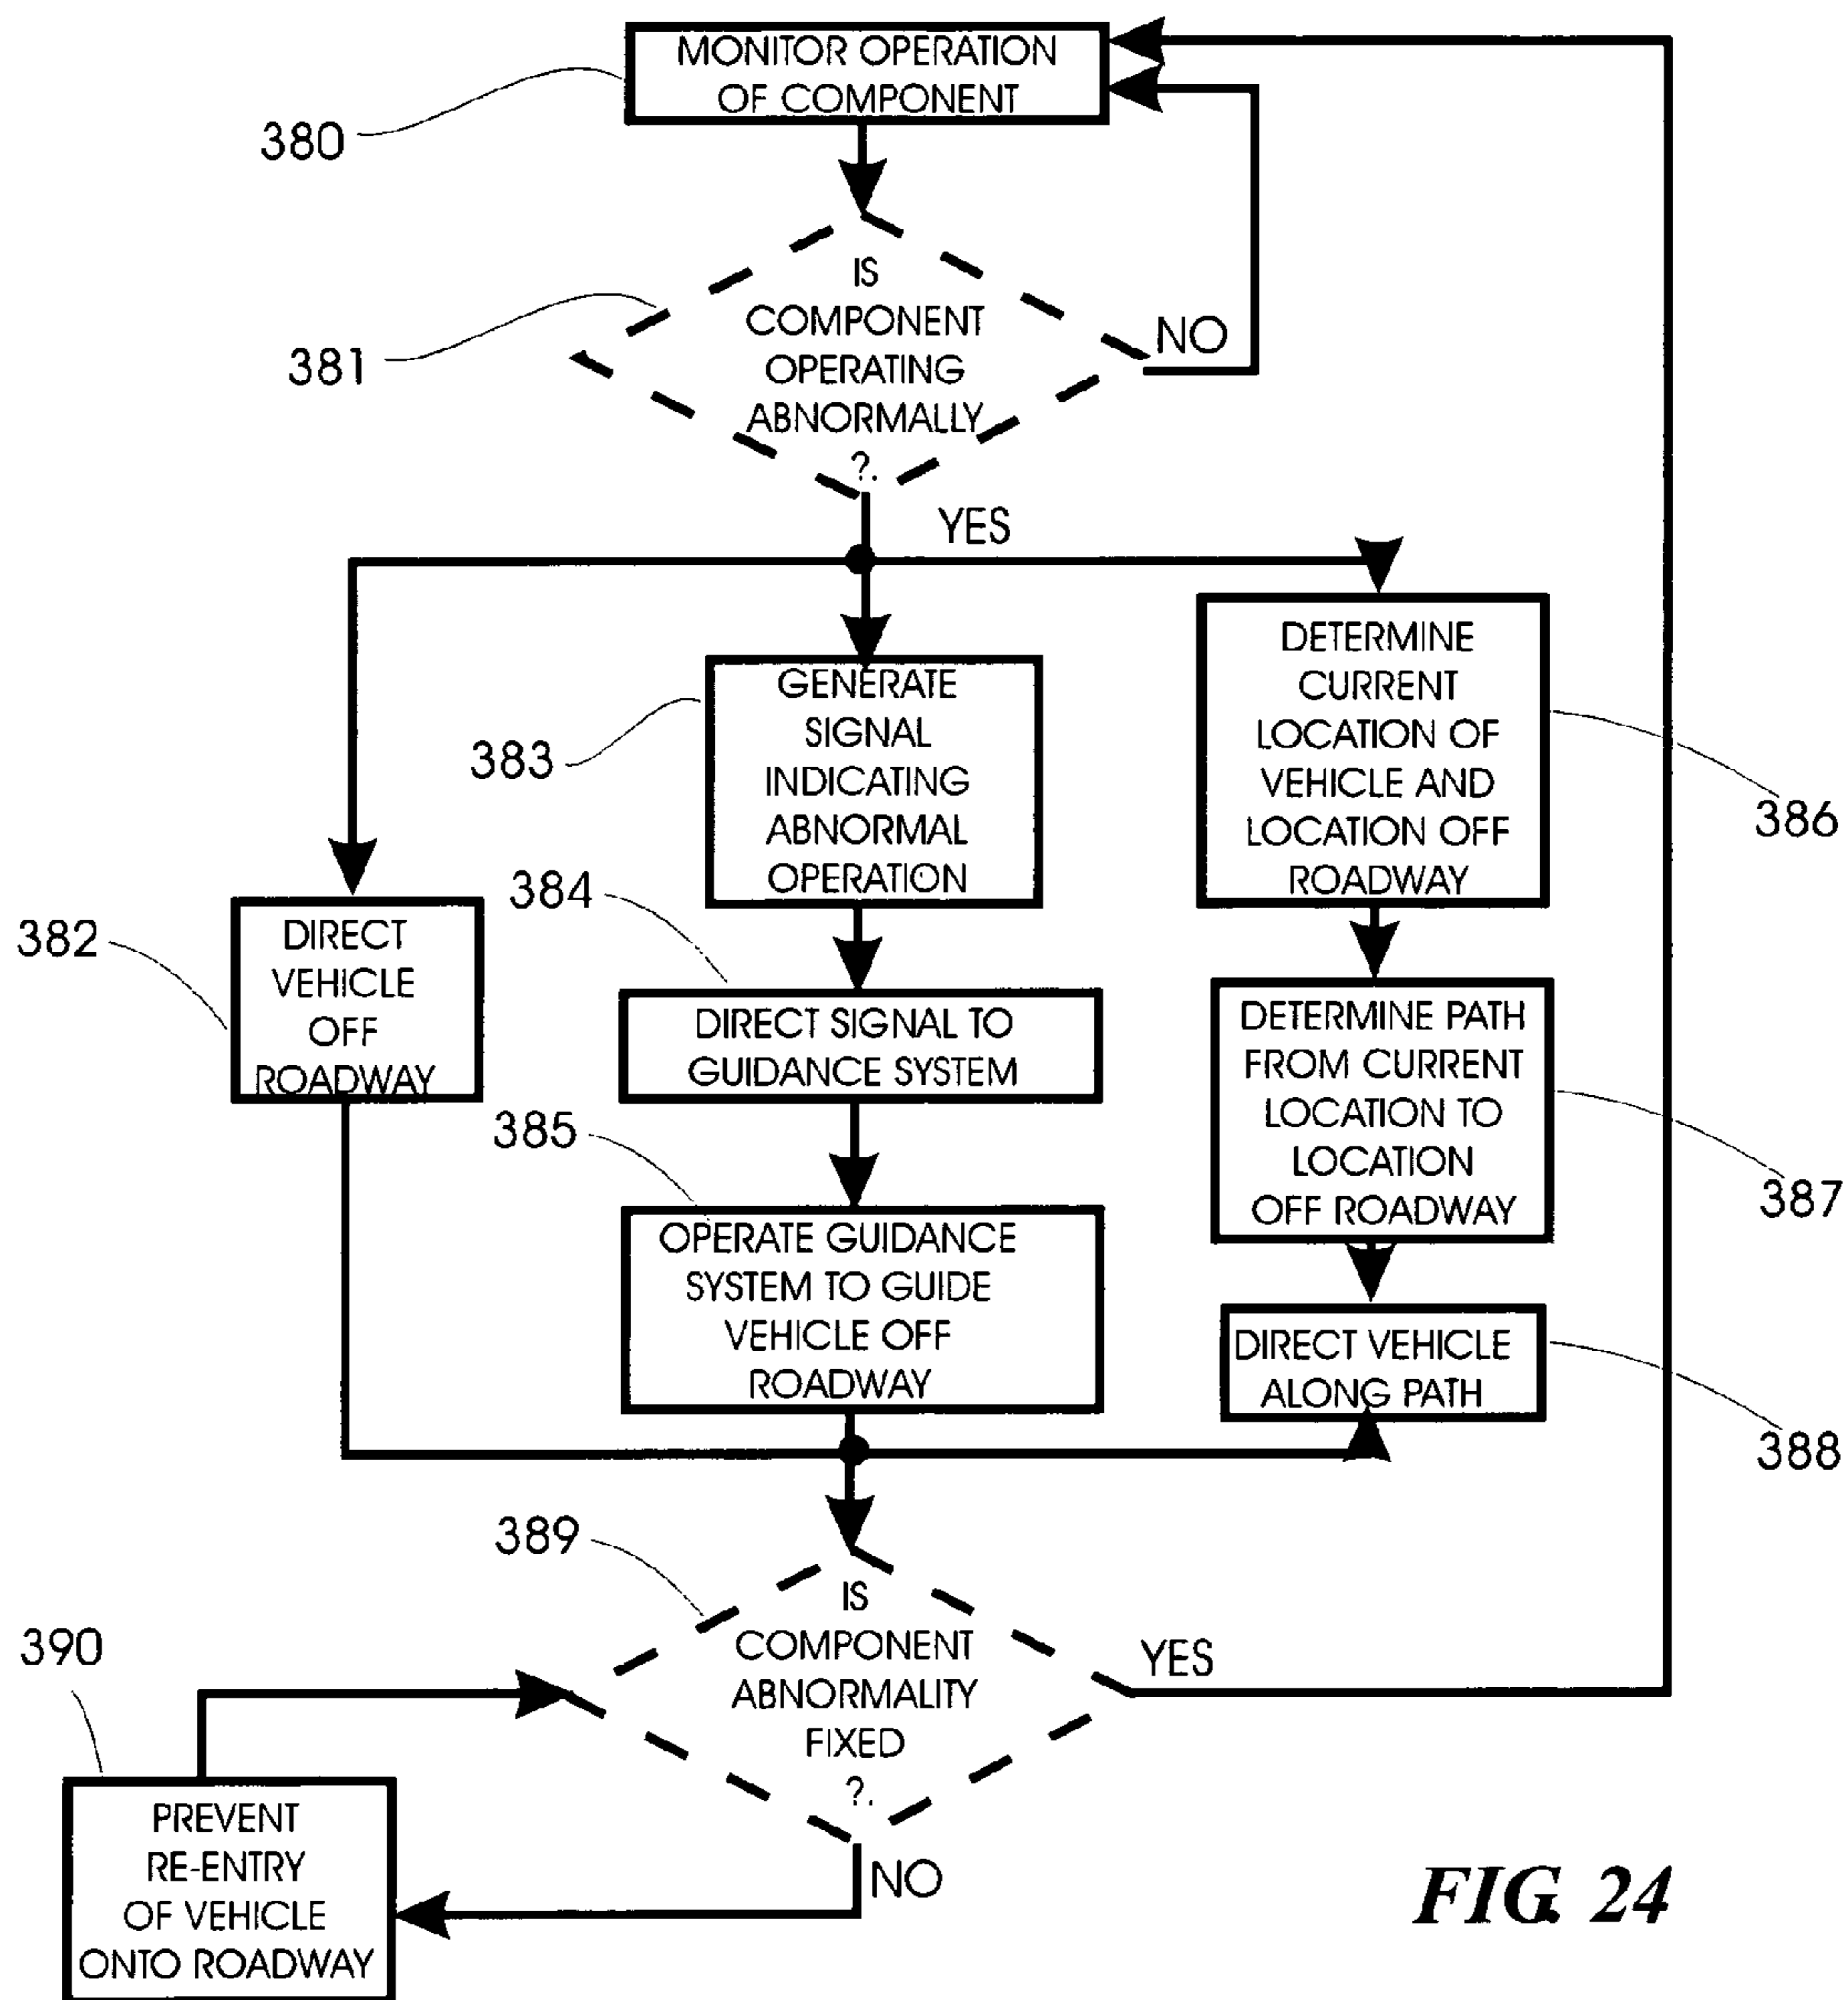 MONITOR OPERATION
OF COMPONENT
380
IS
COMPONENT
OPERATING
ABNORMALLY
?.
381
NO
YES
382
DIRECT
VEHICLE
OFF
ROADWAY
383
GENERATE
SIGNAL
INDICATING
ABNORMAL
OPERATION
384
DIRECT SIGNAL TO
GUIDANCE SYSTEM
385
OPERATE GUIDANCE
SYSTEM TO GUIDE
VEHICLE OFF
ROADWAY
DETERMINE
CURRENT
LOCATION OF
VEHICLE AND
LOCATION OFF
ROADWAY
386
DETERMINE PATH
FROM CURRENT
LOCATION TO
LOCATION
OFF ROADWAY
387
DIRECT VEHICLE
ALONG PATH
388
389
IS
COMPONENT
ABNORMALITY
FIXED
?.
YES
NO
390
PREVENT
RE-ENTRY
OF VEHICLE
ONTO ROADWAY
FIG. 24